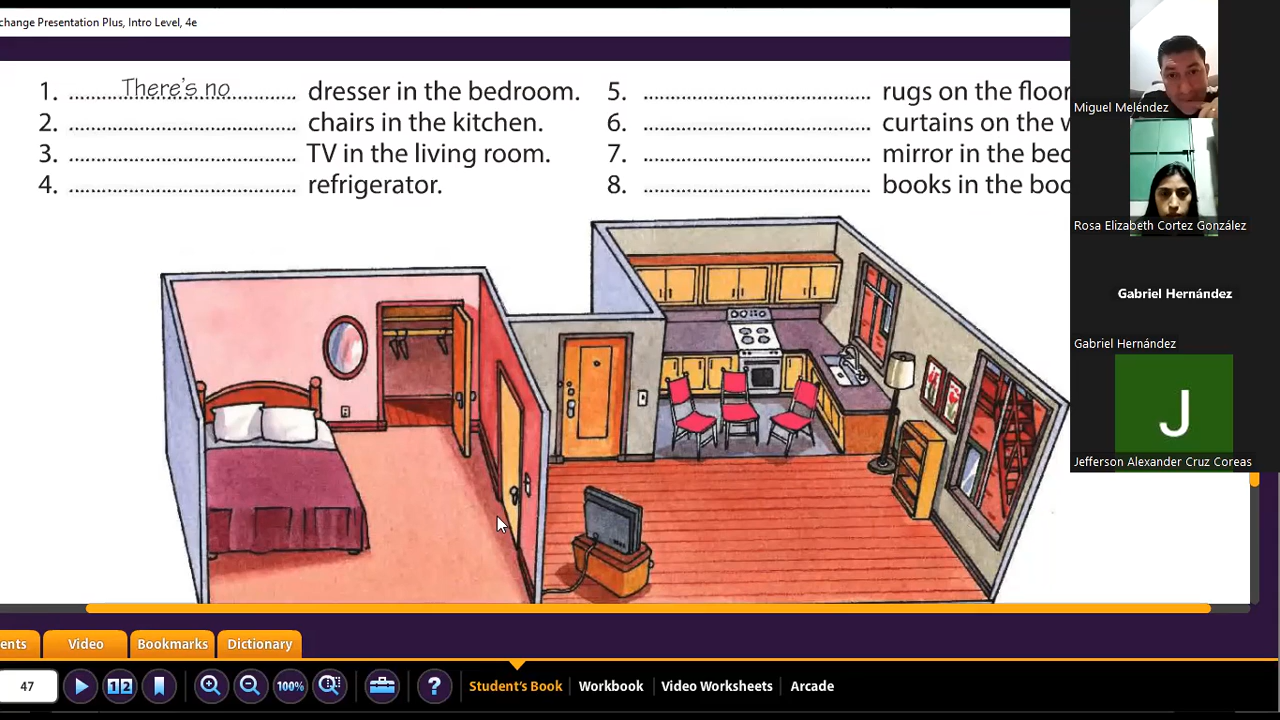 change Presentation Plus, Intro Level, 4e
1. There's no dresser in the bedroom.
2. chairs in the kitchen.
3. TV in the living room.
4. refrigerator.
5. rugs on the floor
6. curtains on the
7. mirror in the
8. books in the
Miguel Meléndez
Rosa Elizabeth Cortez González
Gabriel Hernández
Gabriel Hernández
J
Jefferson Alexander Cruz Coreas
Video
Bookmarks
Dictionary
47
12
100%
?
Student's Book
Workbook
Video Worksheets
Arcade